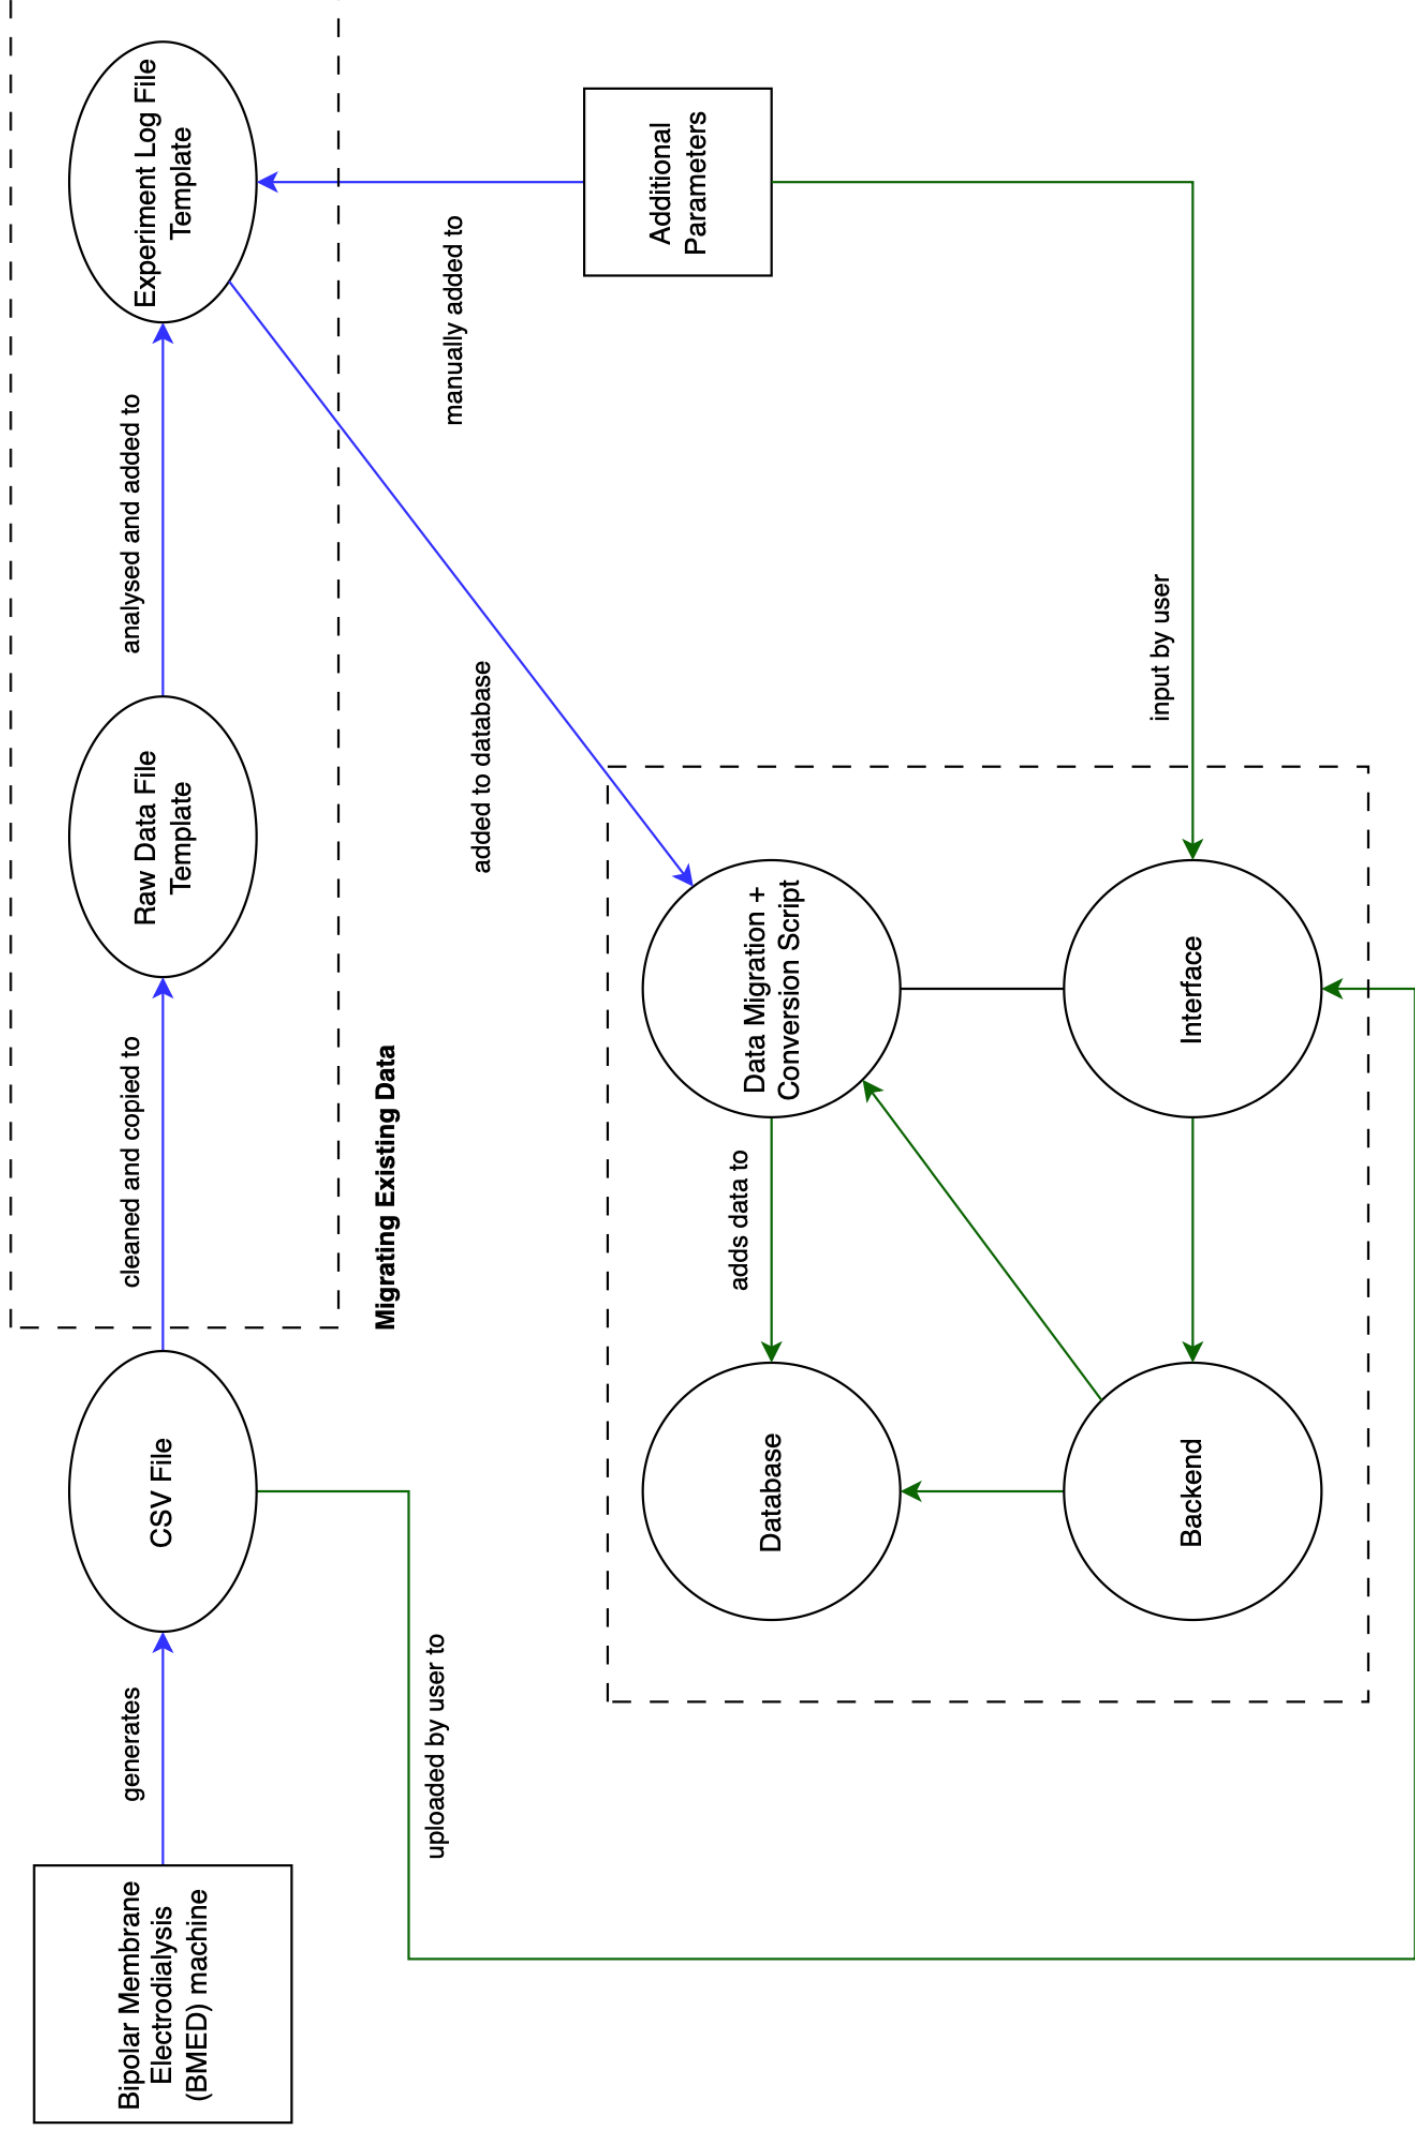 Bipolar Membrane
Electrodialysis
(BMED) machine
generates
CSV File
cleaned and copied to
Raw Data File
Template
analysed and added to
Experiment Log File
Template
Migrating Existing Data
uploaded by user to
added to database
manually added to
Additional
Parameters
Database
adds data to
Data Migration +
Conversion Script
input by user
Backend
Interface